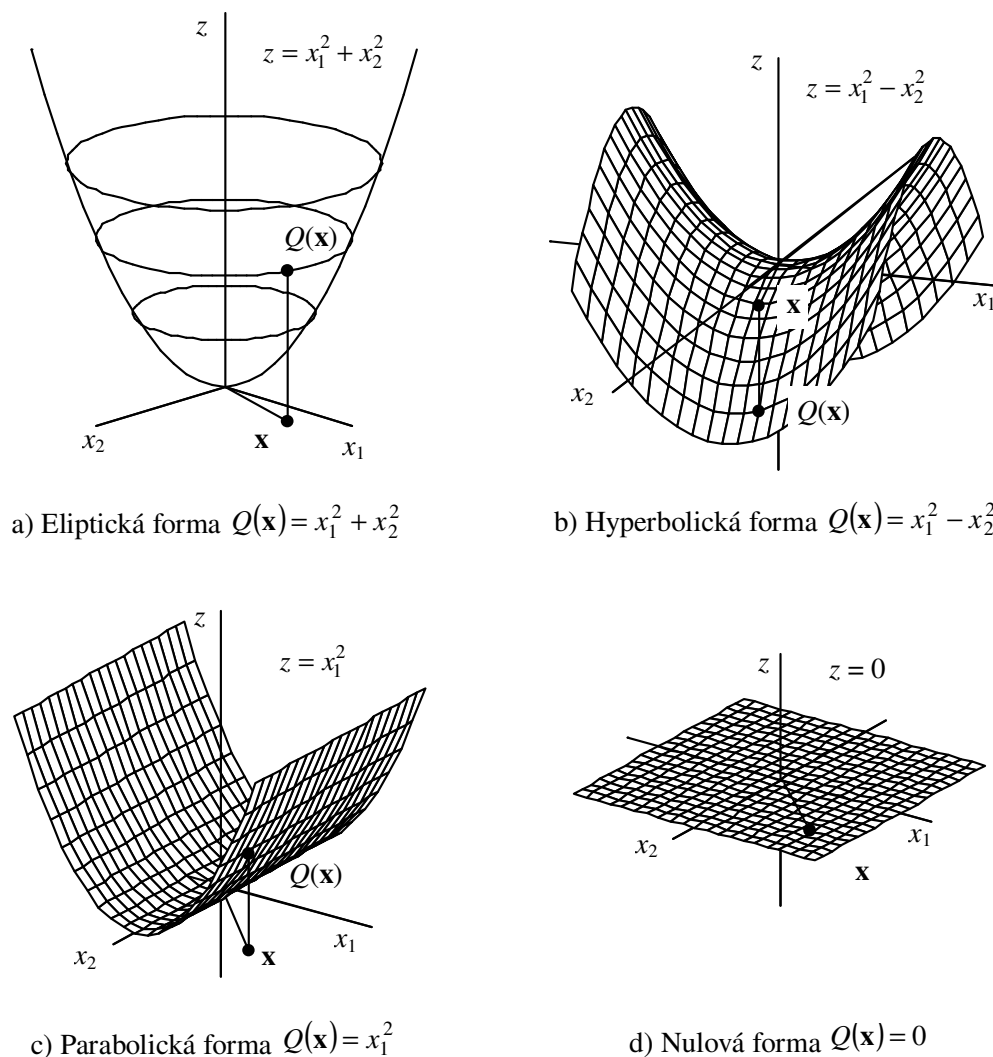 z
z = x₁² + x₂²
Q(𝐱)
x₂
𝐱
x₁
a) Eliptická forma Q(𝐱) = x₁² + x₂²
z
z = x₁² − x₂²
𝐱
x₁
x₂
Q(𝐱)
b) Hyperbolická forma Q(𝐱) = x₁² − x₂²
z
z = x₁²
Q(𝐱)
x₁
x₂
𝐱
c) Parabolická forma Q(𝐱) = x₁²
z
z = 0
x₁
x₂
𝐱
d) Nulová forma Q(𝐱) = 0